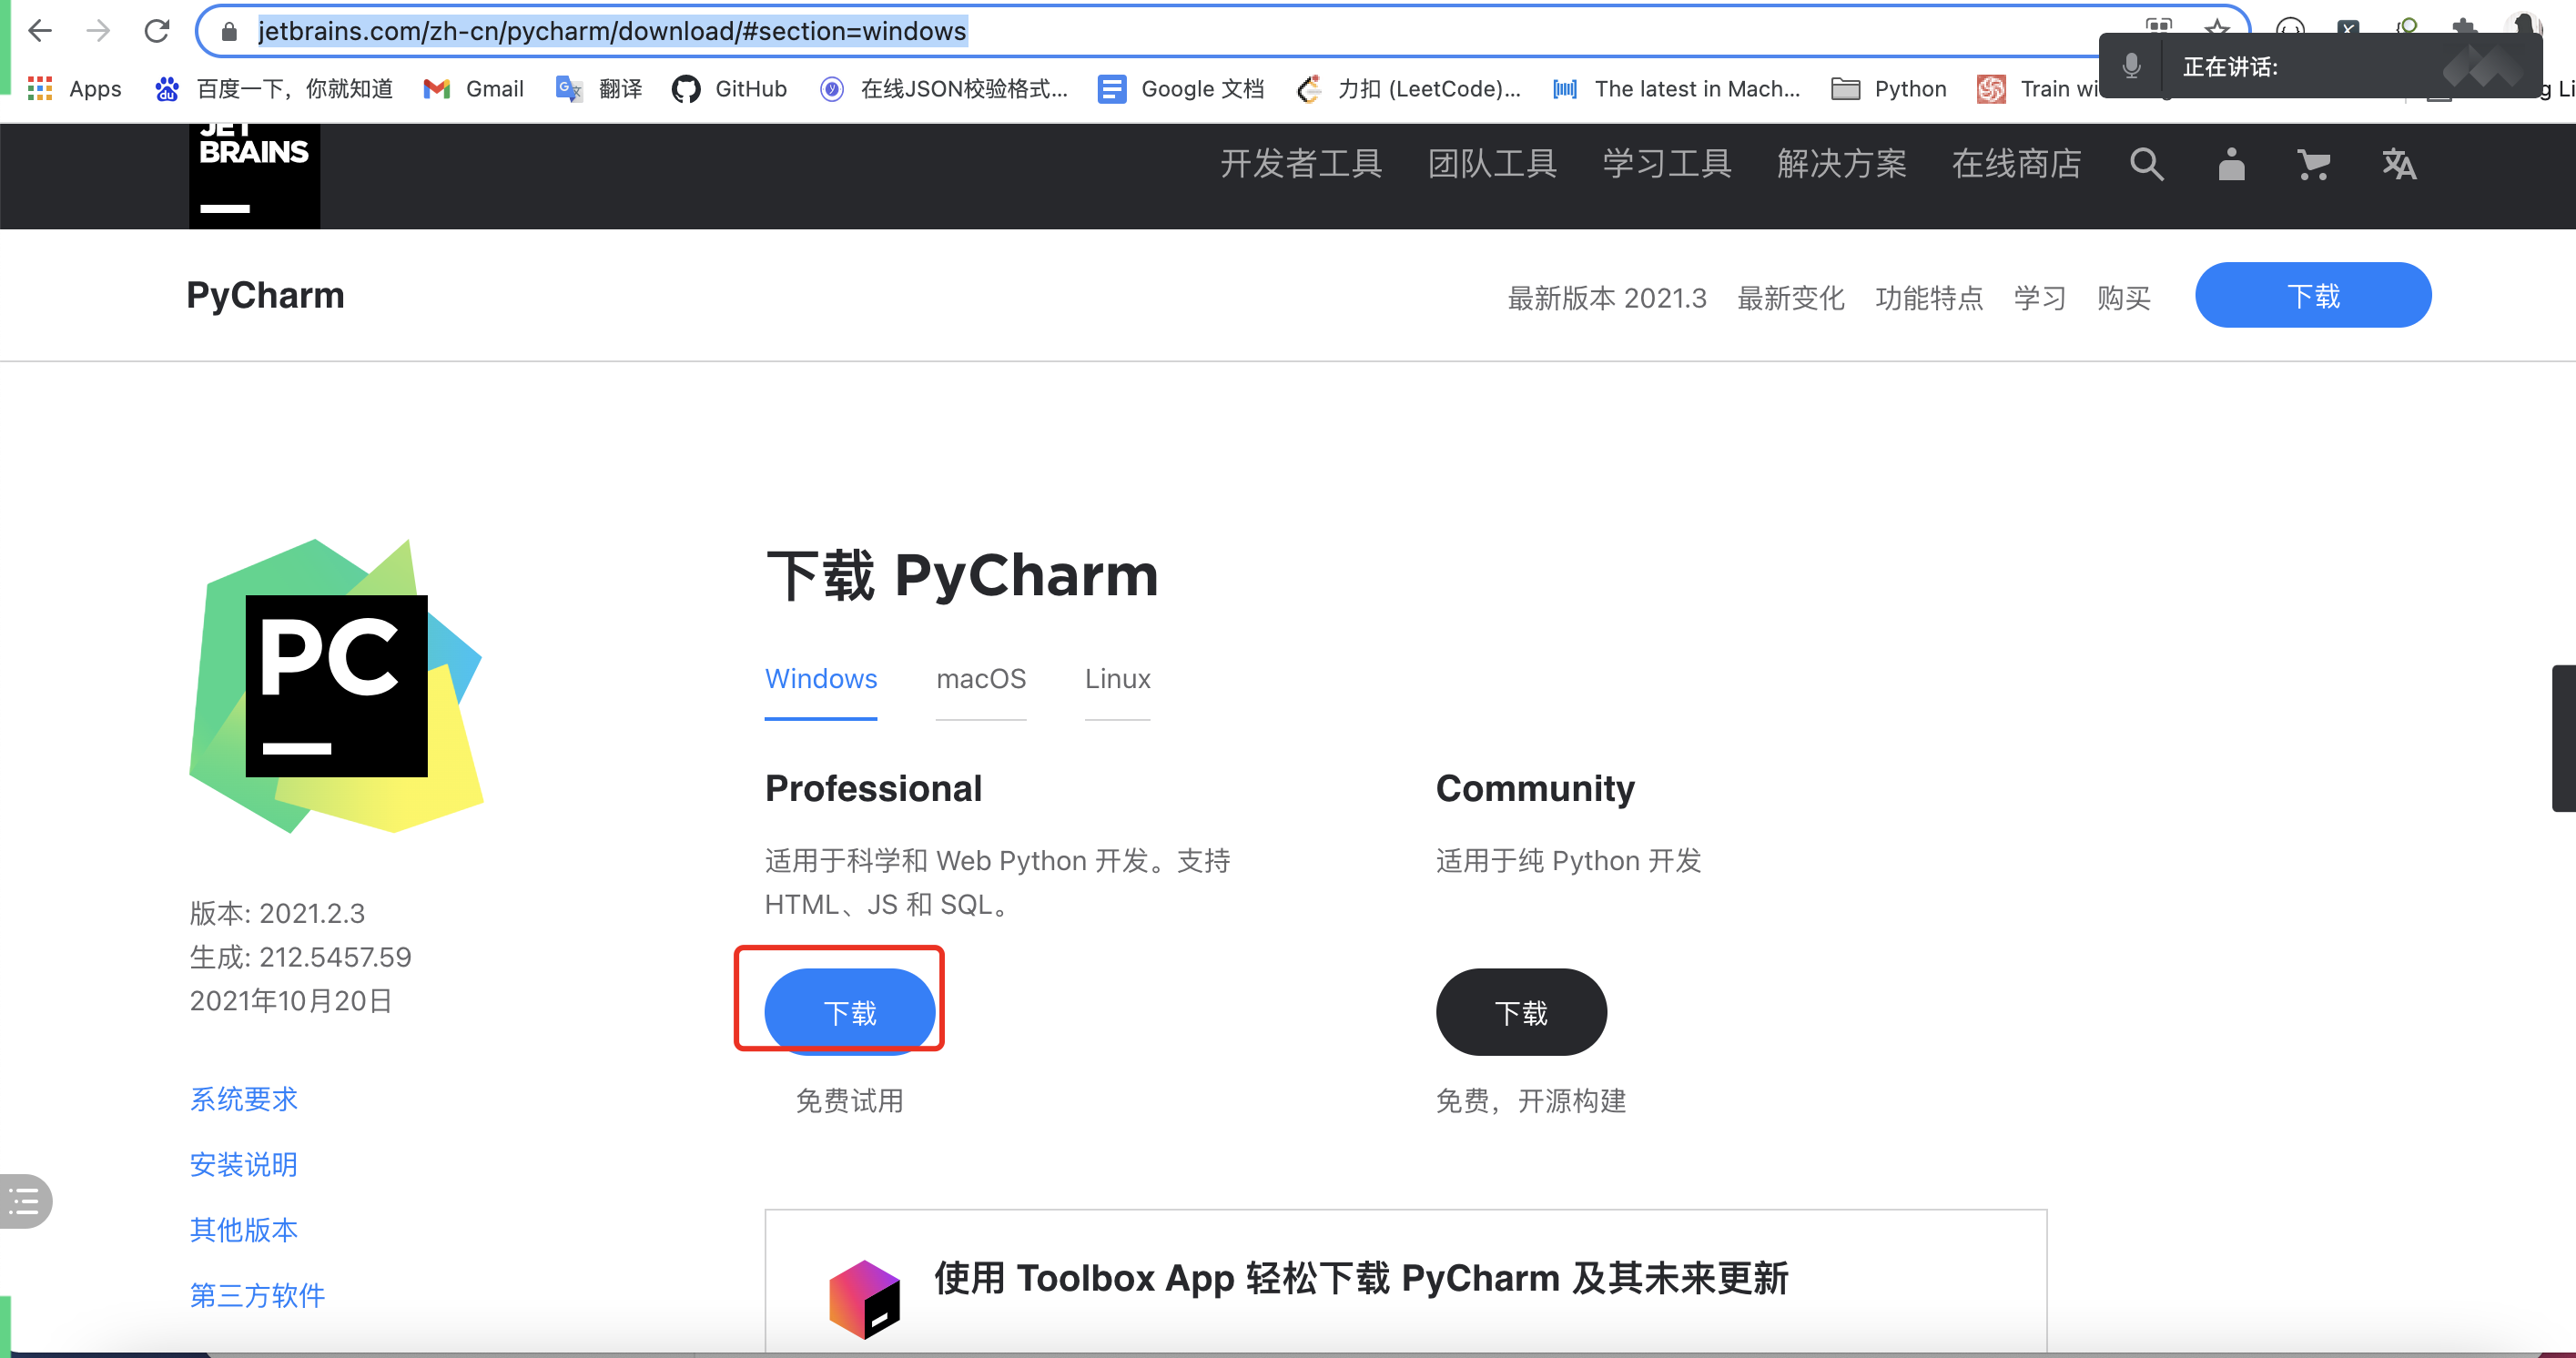 jetbrains.com/zh-cn/pycharm/download/#section=windows
正在讲话:
Apps 百度一下，你就知道 Gmail 翻译 GitHub 在线JSON校验格式... Google 文档 力扣 (LeetCode)... The latest in Mach... Python Train wi
JET
BRAINS
开发者工具 团队工具 学习工具 解决方案 在线商店
PyCharm
最新版本 2021.3 最新变化 功能特点 学习 购买 下载
下载 PyCharm
PC
Windows macOS Linux
Professional
适用于科学和 Web Python 开发。支持
HTML、JS 和 SQL。
下载
免费试用
Community
适用于纯 Python 开发
下载
免费，开源构建
版本: 2021.2.3
生成: 212.5457.59
2021年10月20日
系统要求
安装说明
其他版本
第三方软件
使用 Toolbox App 轻松下载 PyCharm 及其未来更新